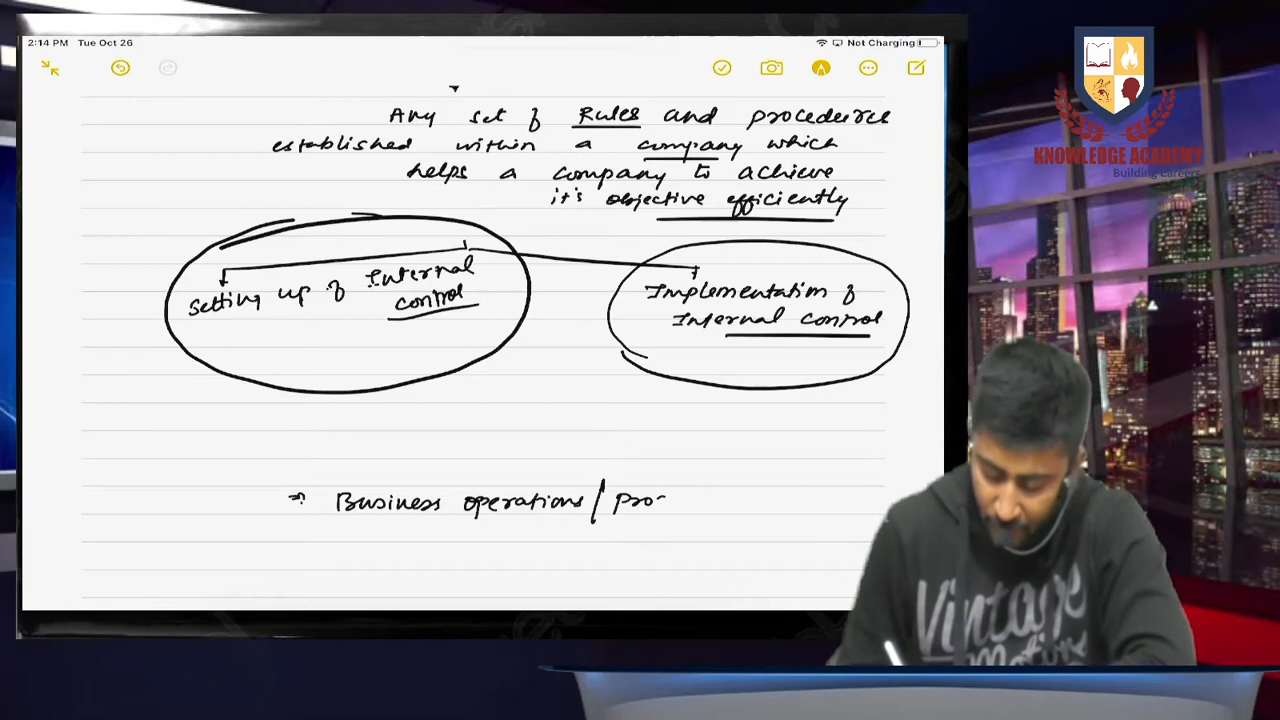 2:14 PM Tue Oct 26
Not Charging
Any set of Rules and procedures
established within a company which
helps a company to achieve
it's objective efficiently
Setting up of Internal
control
Implementation of
Internal control
⇒ Business operations / pro
KNOWLEDGE ACADEMY
Building Careers
Vintage
Motors